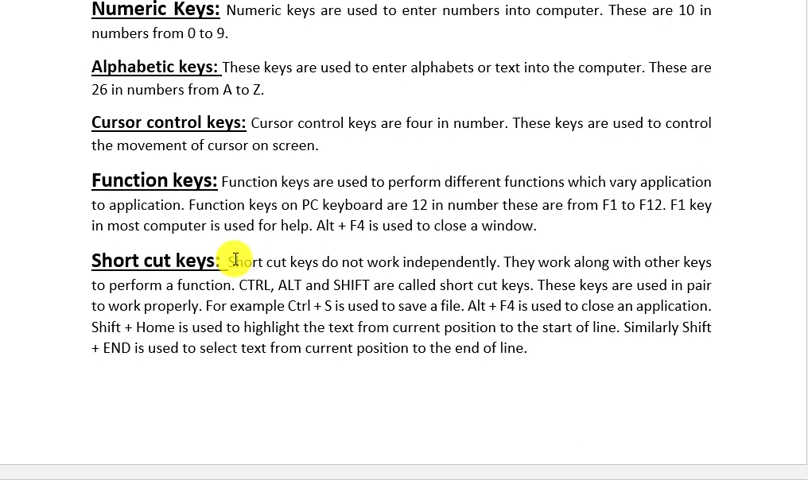 Numeric Keys: Numeric keys are used to enter numbers into computer. These are 10 in
numbers from 0 to 9.
Alphabetic keys: These keys are used to enter alphabets or text into the computer. These are
26 in numbers from A to Z.
Cursor control keys: Cursor control keys are four in number. These keys are used to control
the movement of cursor on screen.
Function keys: Function keys are used to perform different functions which vary application
to application. Function keys on PC keyboard are 12 in number these are from F1 to F12. F1 key
in most computer is used for help. Alt + F4 is used to close a window.
Short cut keys: Short cut keys do not work independently. They work along with other keys
to perform a function. CTRL, ALT and SHIFT are called short cut keys. These keys are used in pair
to work properly. For example Ctrl + S is used to save a file. Alt + F4 is used to close an application.
Shift + Home is used to highlight the text from current position to the start of line. Similarly Shift
+ END is used to select text from current position to the end of line.